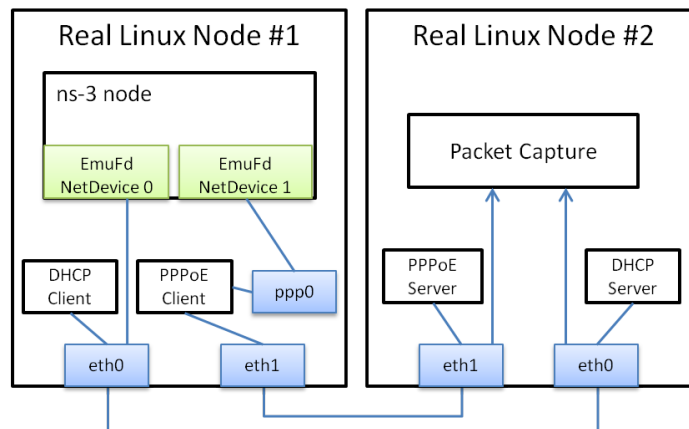 Real Linux Node #1
ns-3 node
EmuFd
NetDevice 0
EmuFd
NetDevice 1
DHCP
Client
PPPoE
Client
ppp0
eth0
eth1
Real Linux Node #2
Packet Capture
PPPoE
Server
DHCP
Server
eth1
eth0